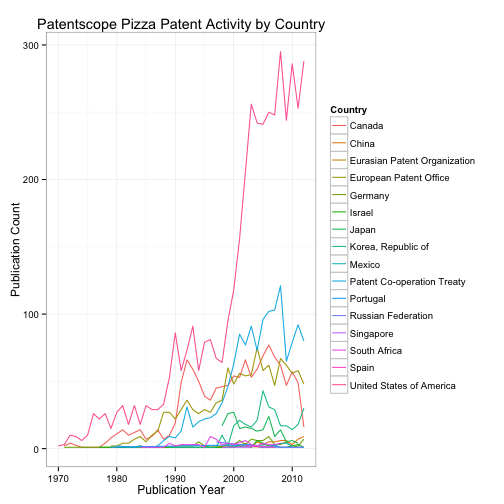 Patentscope Pizza Patent Activity by Country
300
200
100
0
Publication Count
1970 1980 1990 2000 2010
Publication Year
Country
Canada
China
Eurasian Patent Organization
European Patent Office
Germany
Israel
Japan
Korea, Republic of
Mexico
Patent Co-operation Treaty
Portugal
Russian Federation
Singapore
South Africa
Spain
United States of America